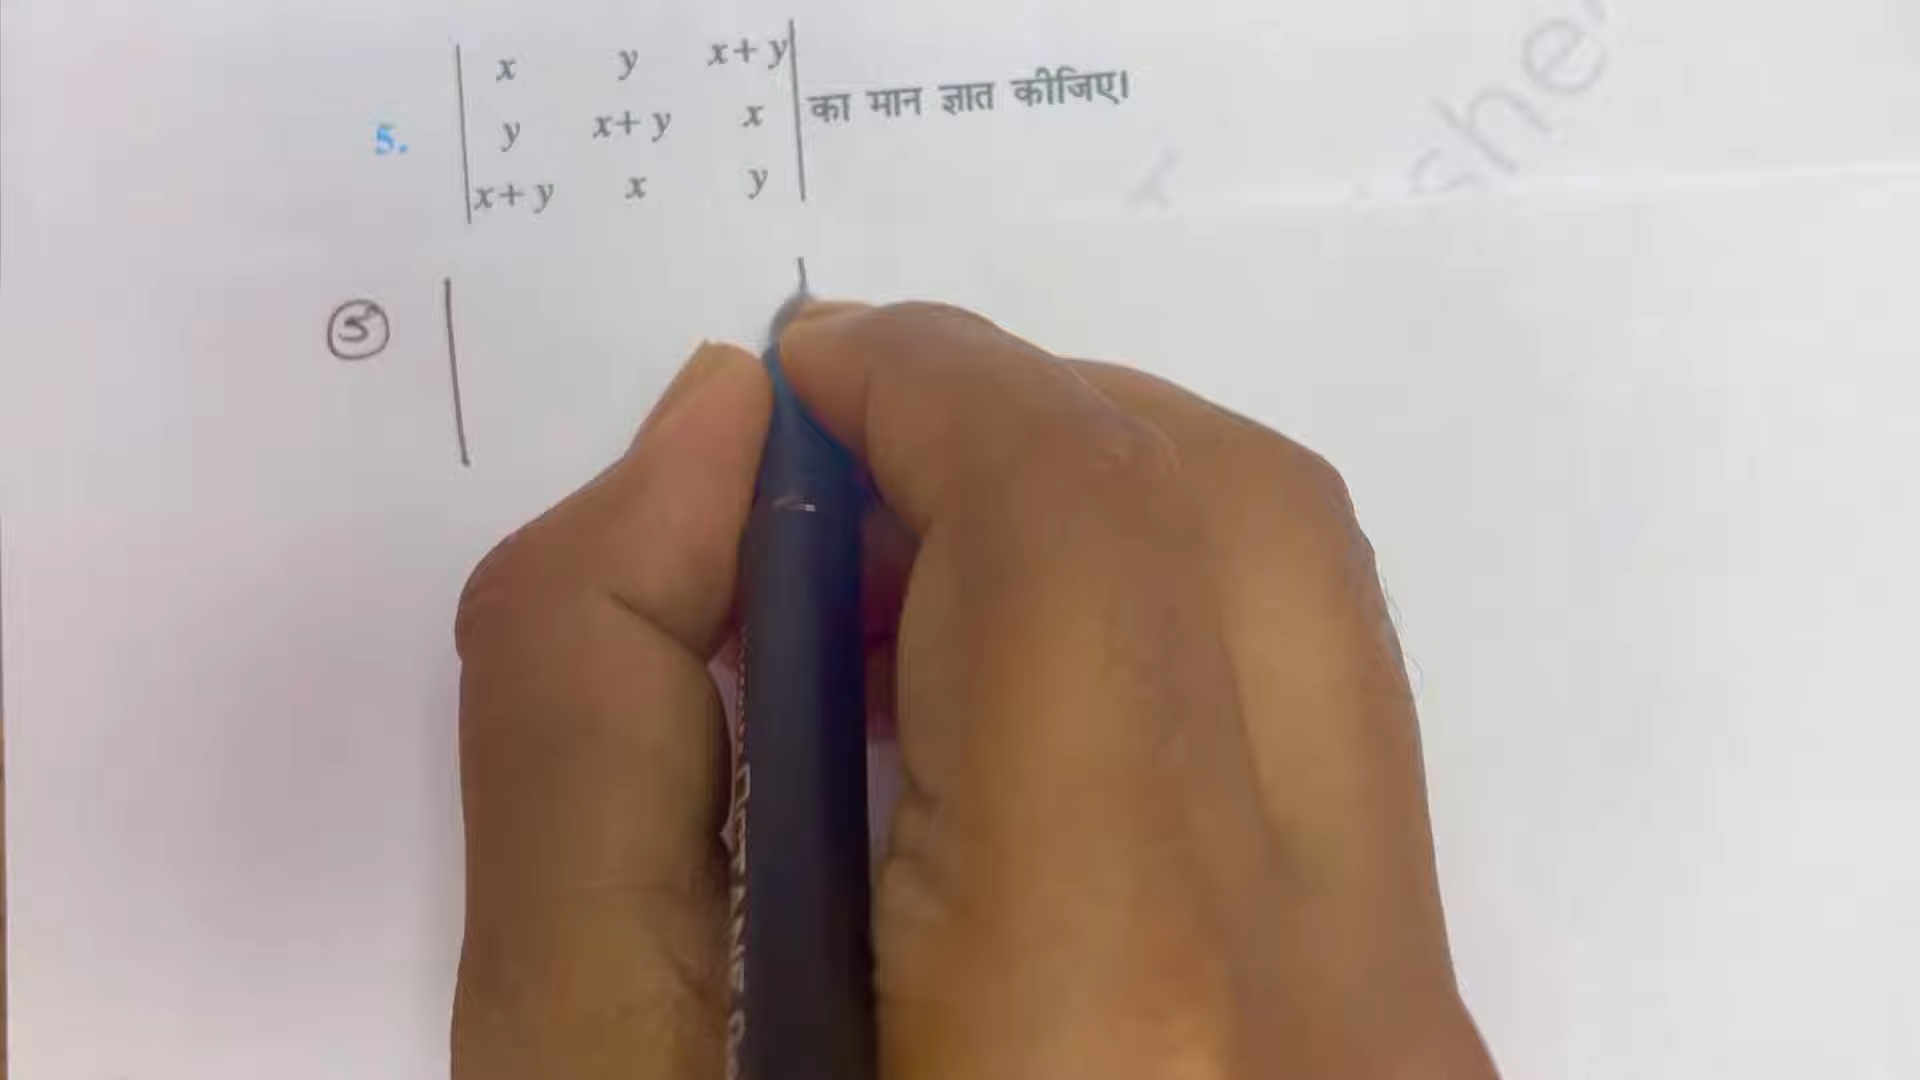 x y x+y
5. y x+y x का मान ज्ञात कीजिए।
x+y x y
5